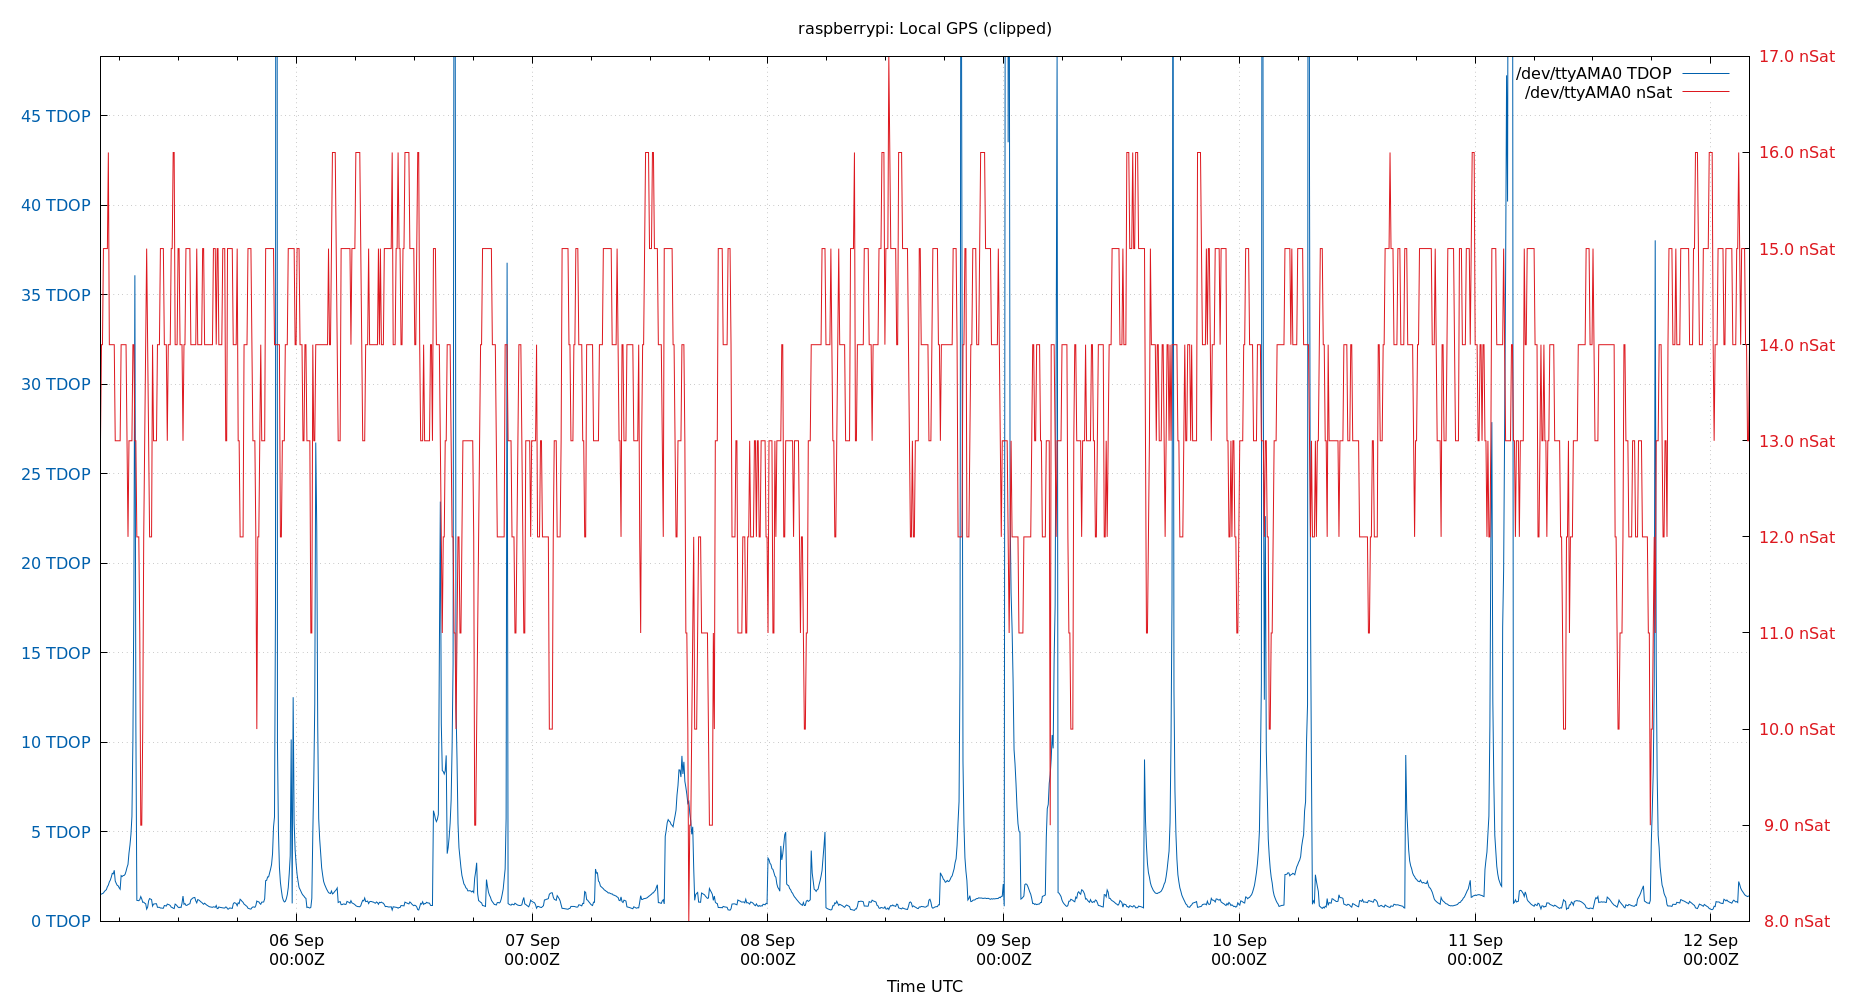 raspberrypi: Local GPS (clipped)
/dev/ttyAMA0 TDOP
/dev/ttyAMA0 nSat
45 TDOP
40 TDOP
35 TDOP
30 TDOP
25 TDOP
20 TDOP
15 TDOP
10 TDOP
5 TDOP
0 TDOP
17.0 nSat
16.0 nSat
15.0 nSat
14.0 nSat
13.0 nSat
12.0 nSat
11.0 nSat
10.0 nSat
9.0 nSat
8.0 nSat
06 Sep 07 Sep 08 Sep 09 Sep 10 Sep 11 Sep 12 Sep
00:00Z 00:00Z 00:00Z 00:00Z 00:00Z 00:00Z 00:00Z
Time UTC